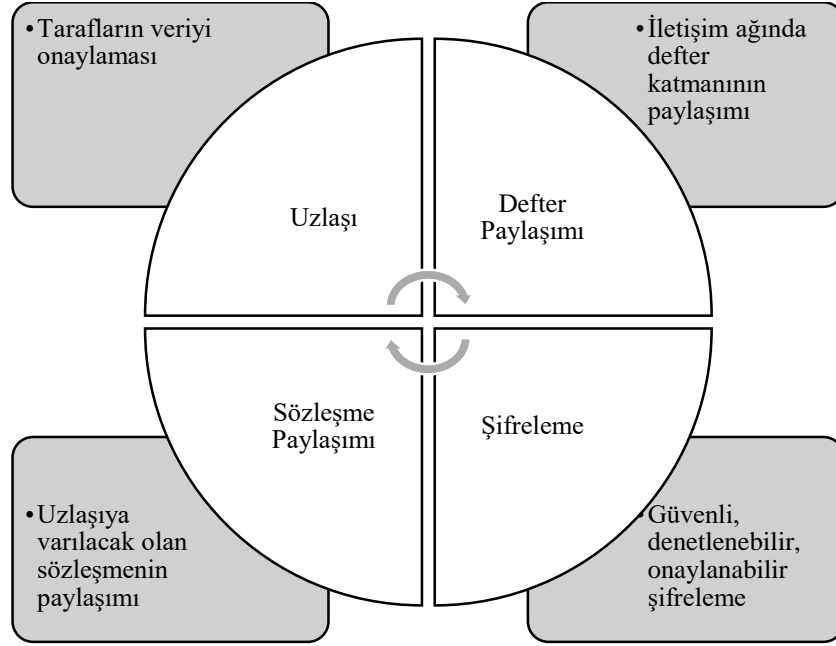 •Tarafların veriyi
onaylaması
•İletişim ağında
defter
katmanının
paylaşımı
Uzlaşı
Defter
Paylaşımı
Sözleşme
Paylaşımı
Şifreleme
•Uzlaşıya
varılacak olan
sözleşmenin
paylaşımı
•Güvenli,
denetlenebilir,
onaylanabilir
şifreleme